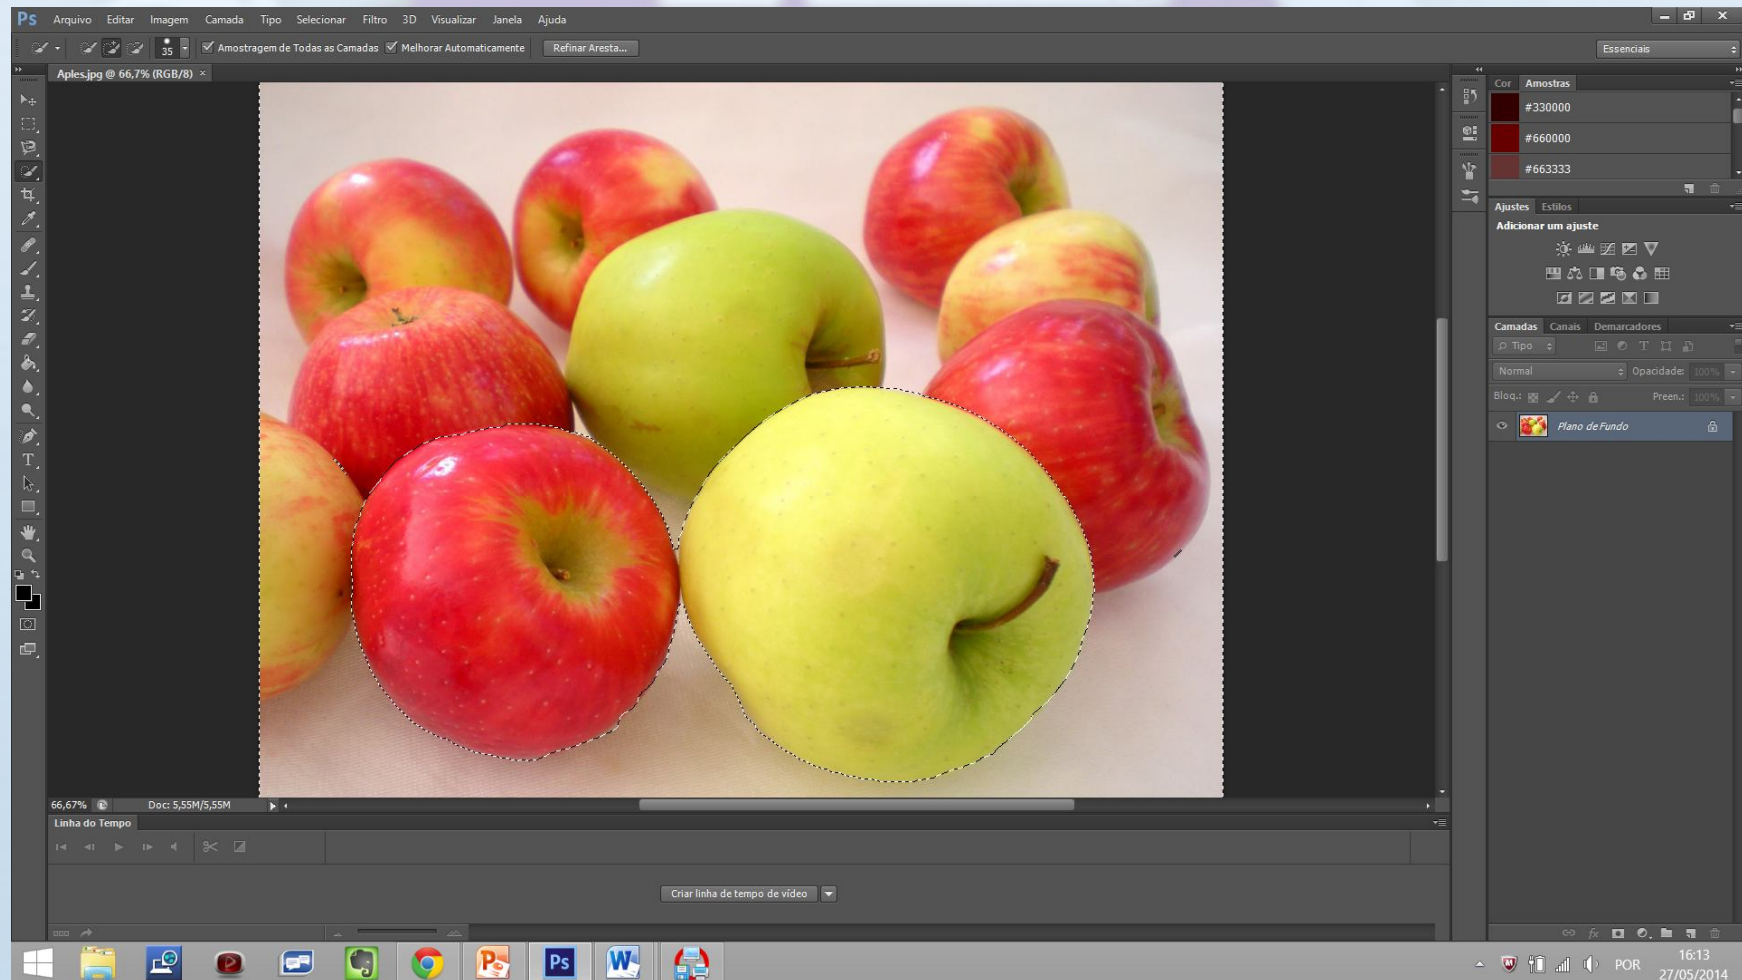 Ps Arquivo Editar Imagem Camada Tipo Selecionar Filtro 3D Visualizar Janela Ajuda
35 Amostragem de Todas as Camadas Melhorar Automaticamente Refinar Aresta... Essenciais
Aples.jpg @ 66,7% (RGB/8) ×
Cor Amostras
#330000
#660000
#663333
Ajustes Estilos
Adicionar um ajuste
Camadas Canais Demarcadores
Tipo
Normal Opacidade: 100%
Bloq.: Preen.: 100%
Plano de Fundo
T
66,67% Doc: 5,55M/5,55M
Linha do Tempo
Criar linha de tempo de vídeo
fx
Ps W POR 16:13
27/05/2014